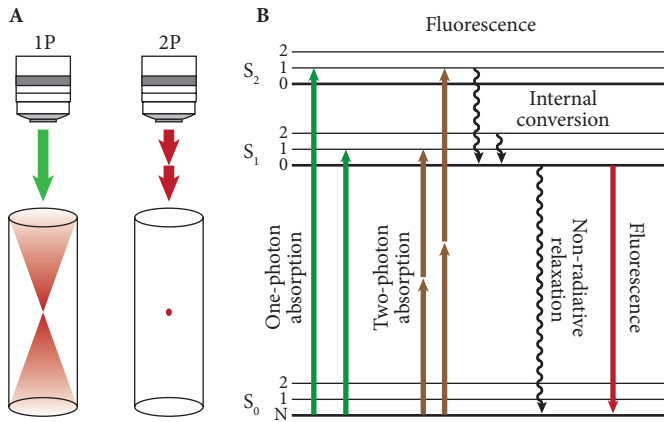 A
1P
2P
B
Fluorescence
2
S2
1
0
Internal
conversion
2
S1
1
0
One-photon
absorption
Two-photon
absorption
Non-radiative
relaxation
Fluorescence
2
S0
1
N